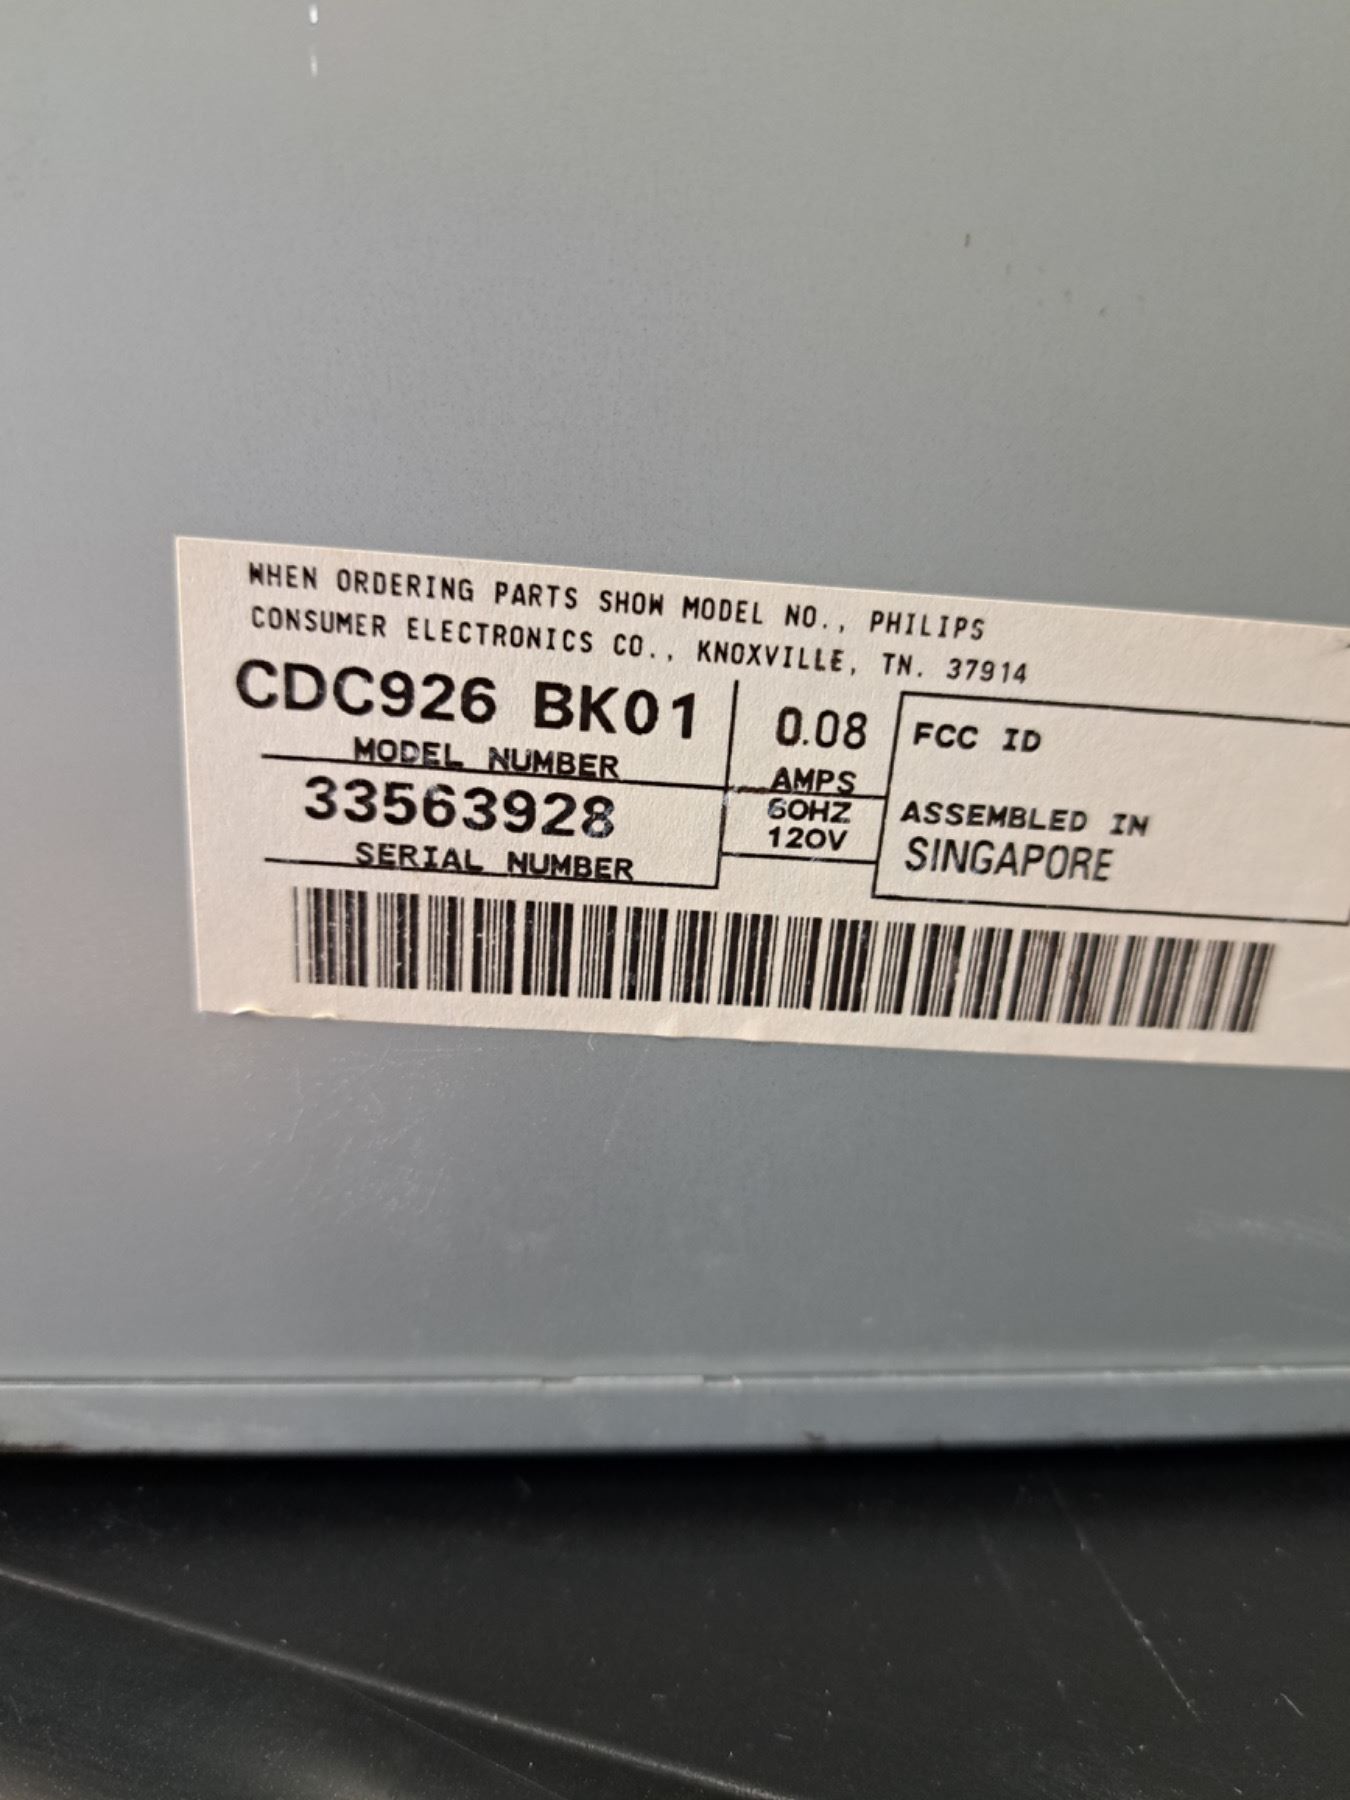 WHEN ORDERING PARTS SHOW MODEL NO., PHILIPS
CONSUMER ELECTRONICS CO., KNOXVILLE, TN. 37914
CDC926 BK01
MODEL NUMBER
33563928
SERIAL NUMBER
0.08
AMPS
60HZ
120V
FCC ID
ASSEMBLED IN
SINGAPORE